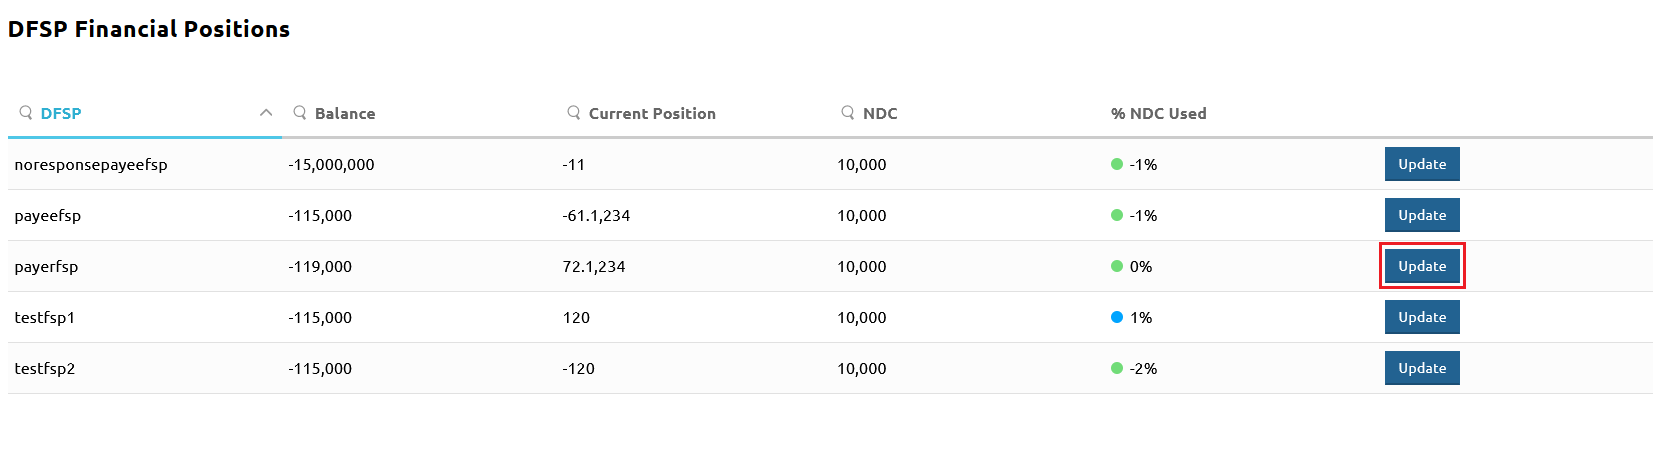 DFSP Financial Positions
DFSP Balance Current Position NDC % NDC Used
noresponsepayeefsp -15,000,000 -11 10,000 -1% Update
payeefsp -115,000 -61.1,234 10,000 -1% Update
payerfsp -119,000 72.1,234 10,000 0% Update
testfsp1 -115,000 120 10,000 1% Update
testfsp2 -115,000 -120 10,000 -2% Update